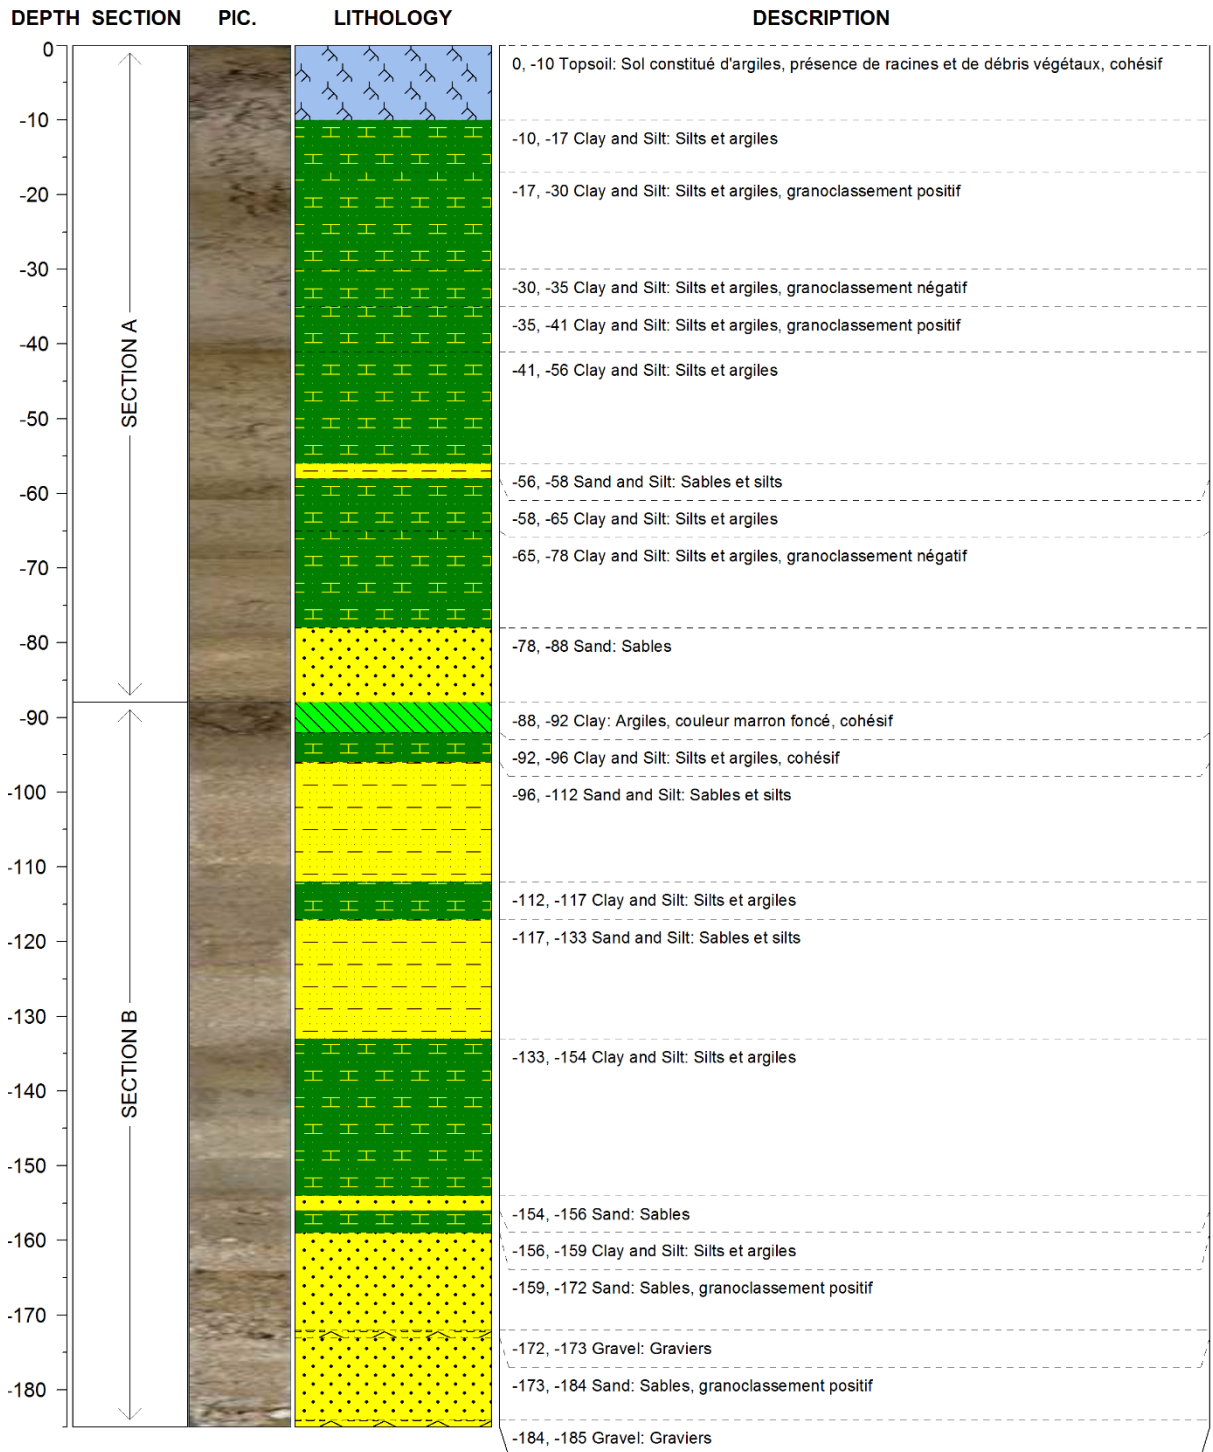 DEPTH SECTION PIC. LITHOLOGY DESCRIPTION
0
0, -10 Topsoil: Sol constitué d'argiles, présence de racines et de débris végétaux, cohésif
-10
-10, -17 Clay and Silt: Silts et argiles
-17, -30 Clay and Silt: Silts et argiles, granoclassement positif
-20
-30
-30, -35 Clay and Silt: Silts et argiles, granoclassement négatif
-35, -41 Clay and Silt: Silts et argiles, granoclassement positif
-40
-41, -56 Clay and Silt: Silts et argiles
SECTION A
-50
-56, -58 Sand and Silt: Sables et silts
-60
-58, -65 Clay and Silt: Silts et argiles
-65, -78 Clay and Silt: Silts et argiles, granoclassement négatif
-70
-80
-78, -88 Sand: Sables
-90
-88, -92 Clay: Argiles, couleur marron foncé, cohésif
-92, -96 Clay and Silt: Silts et argiles, cohésif
-100
-96, -112 Sand and Silt: Sables et silts
-110
-112, -117 Clay and Silt: Silts et argiles
-120
-117, -133 Sand and Silt: Sables et silts
-130
-133, -154 Clay and Silt: Silts et argiles
SECTION B
-140
-150
-154, -156 Sand: Sables
-160
-156, -159 Clay and Silt: Silts et argiles
-159, -172 Sand: Sables, granoclassement positif
-170
-172, -173 Gravel: Graviers
-180
-173, -184 Sand: Sables, granoclassement positif
-184, -185 Gravel: Graviers